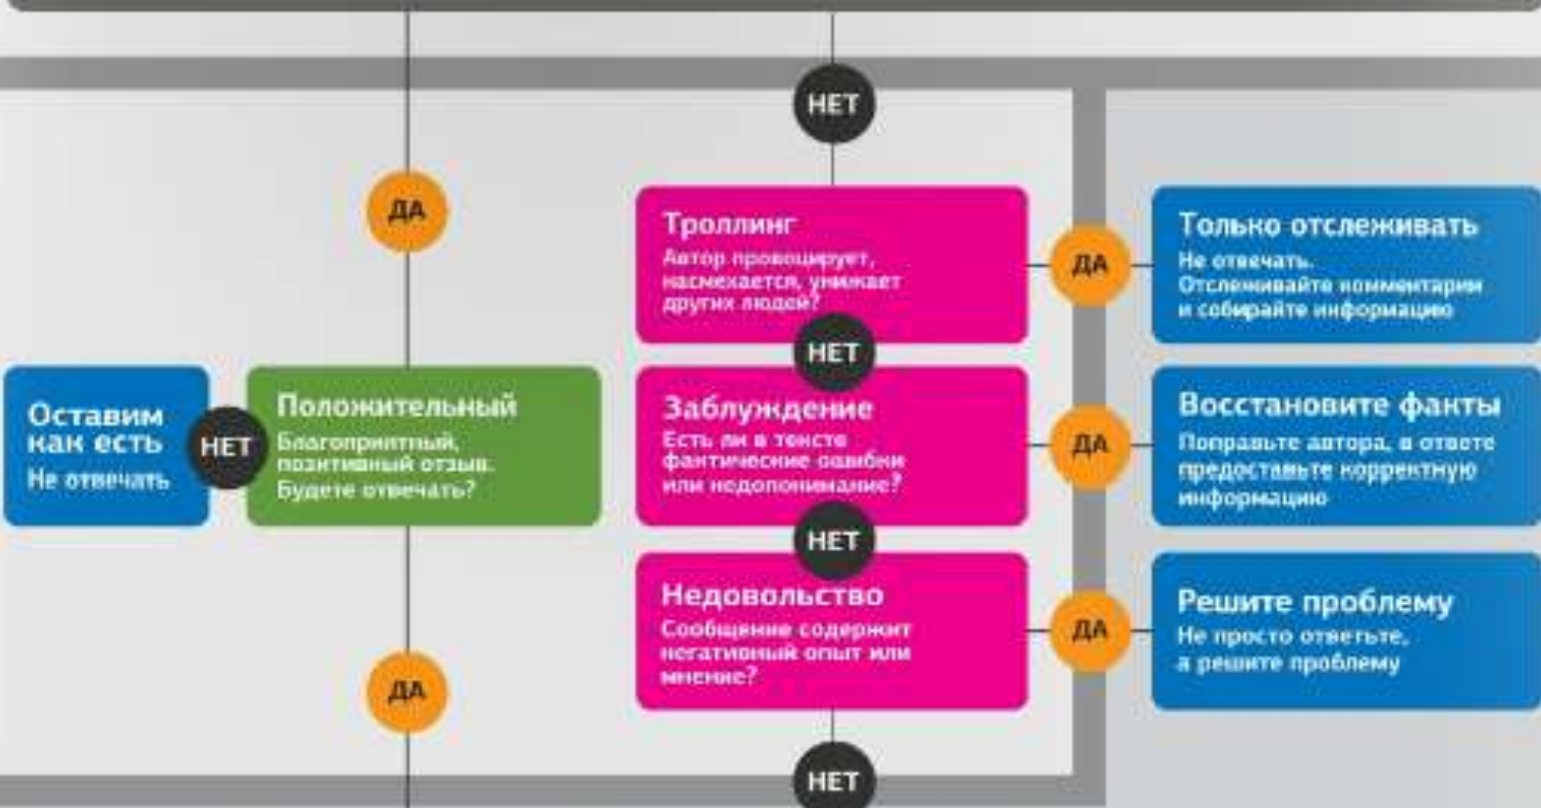 НЕТ
ДА
Троллинг
Автор провоцирует,
насмехается, унижает
других людей?
ДА
Только отслеживать
Не отвечать.
Отслеживайте комментарии
и собирайте информацию
НЕТ
Оставим
как есть
Не отвечать
НЕТ
Положительный
Благоприятный,
позитивный отзыв.
Будете отвечать?
Заблуждение
Есть ли в тексте
фактические ошибки
или недопонимание?
ДА
Восстановите факты
Поправьте автора, в ответе
предоставьте корректную
информацию
НЕТ
Недовольство
Сообщение содержит
негативный опыт или
мнение?
ДА
Решите проблему
Не просто ответьте,
а решите проблему
ДА
НЕТ